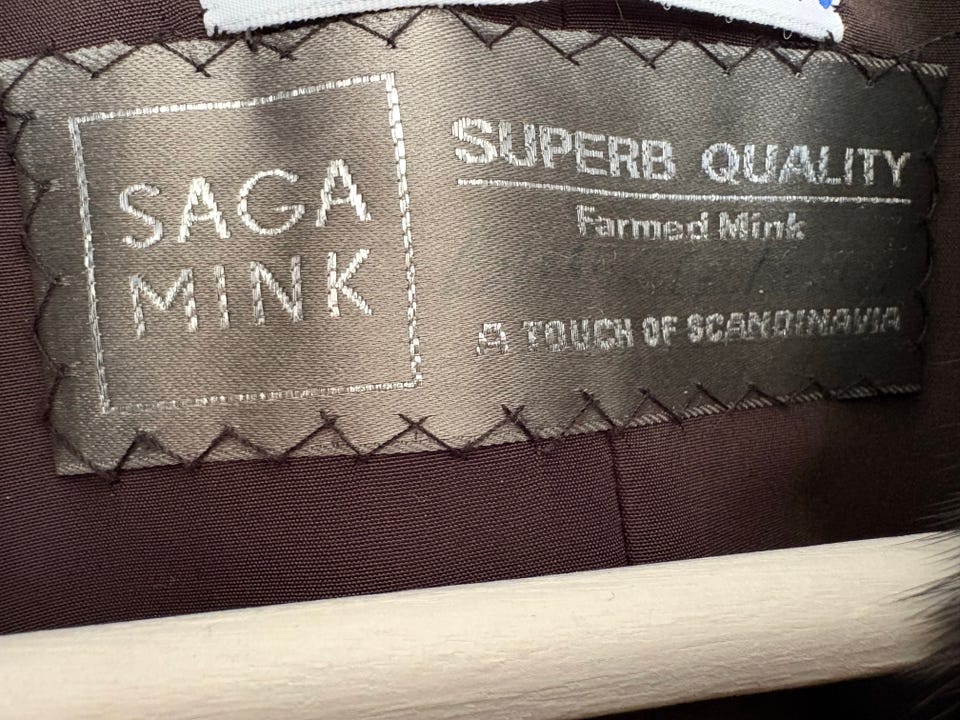 SAGA
MINK
SUPERB QUALITY
Farmed Mink
A TOUCH OF SCANDINAVIA